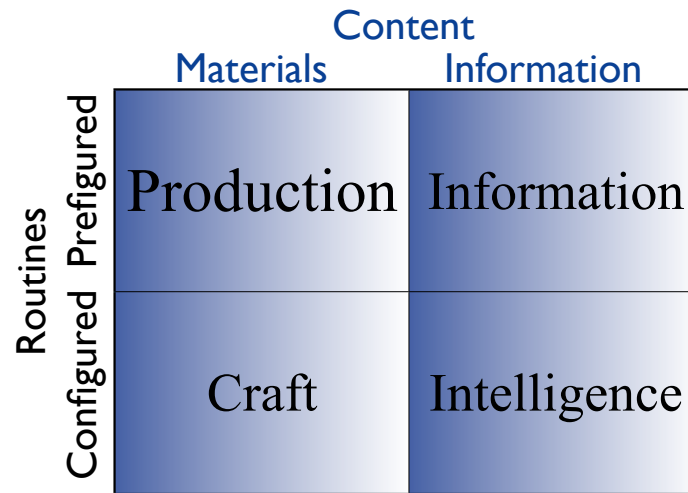 Content
Materials Information
Routines
Prefigured
Production Information
Configured
Craft Intelligence